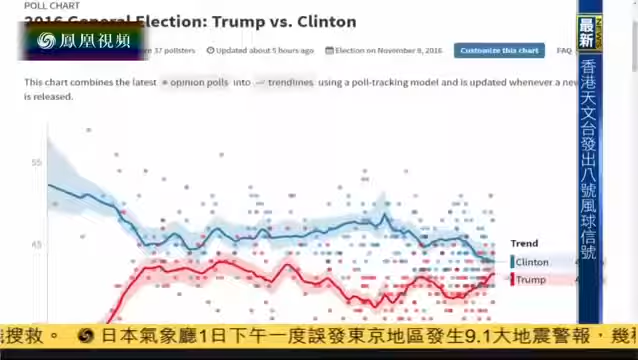 POLL CHART
2016 General Election: Trump vs. Clinton
鳳凰視頻
37 pollsters
Updated about 5 hours ago
Election on November 8, 2016
Customize this chart
FAQ
This chart combines the latest opinion polls into trendlines using a poll-tracking model and is updated whenever a new
is released.
55
45
Trend
Clinton
Trump
最新
香港天文台發出八號風球信號
搜救。 日本氣象廳1日下午一度誤發東京地區發生9.1大地震警報，幾